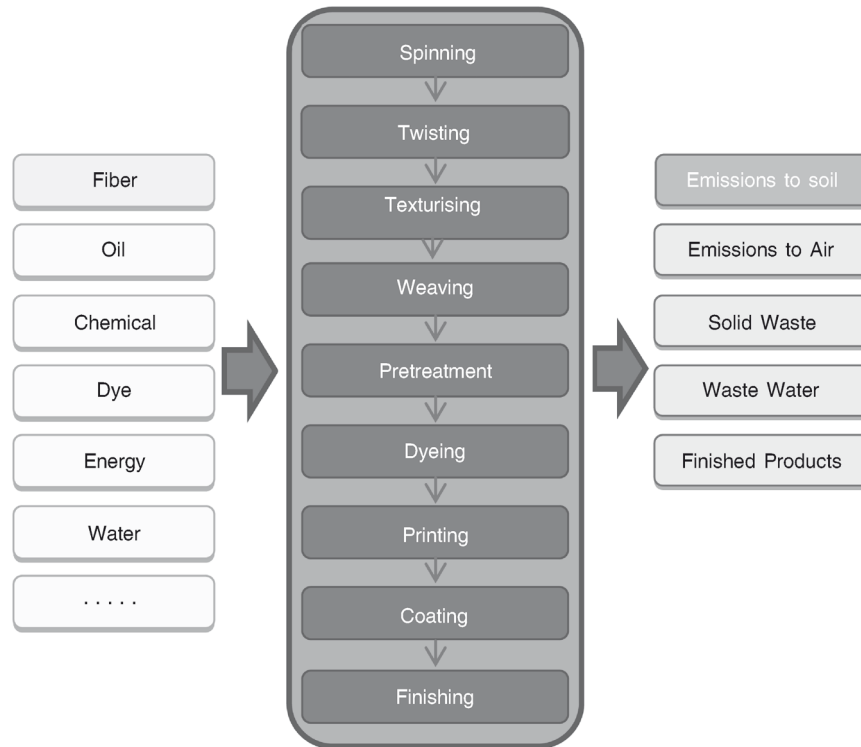 Fiber
Oil
Chemical
Dye
Energy
Water
. . . . .
Spinning
Twisting
Texturising
Weaving
Pretreatment
Dyeing
Printing
Coating
Finishing
Emissions to soil
Emissions to Air
Solid Waste
Waste Water
Finished Products